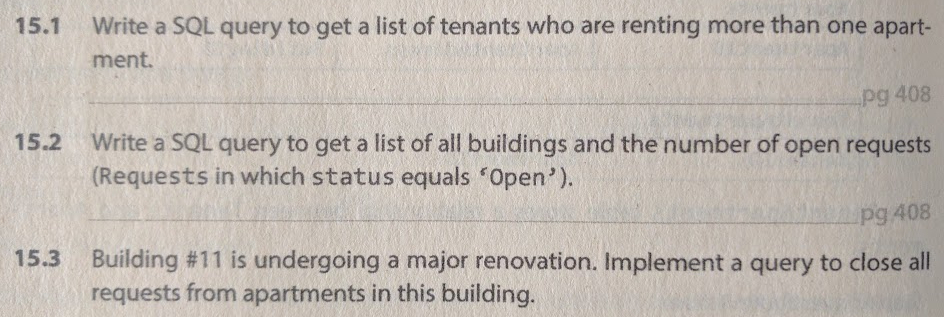 15.1 Write a SQL query to get a list of tenants who are renting more than one apart-
ment.
pg 408
15.2 Write a SQL query to get a list of all buildings and the number of open requests
(Requests in which status equals ‘Open’).
pg 408
15.3 Building #11 is undergoing a major renovation. Implement a query to close all
requests from apartments in this building.